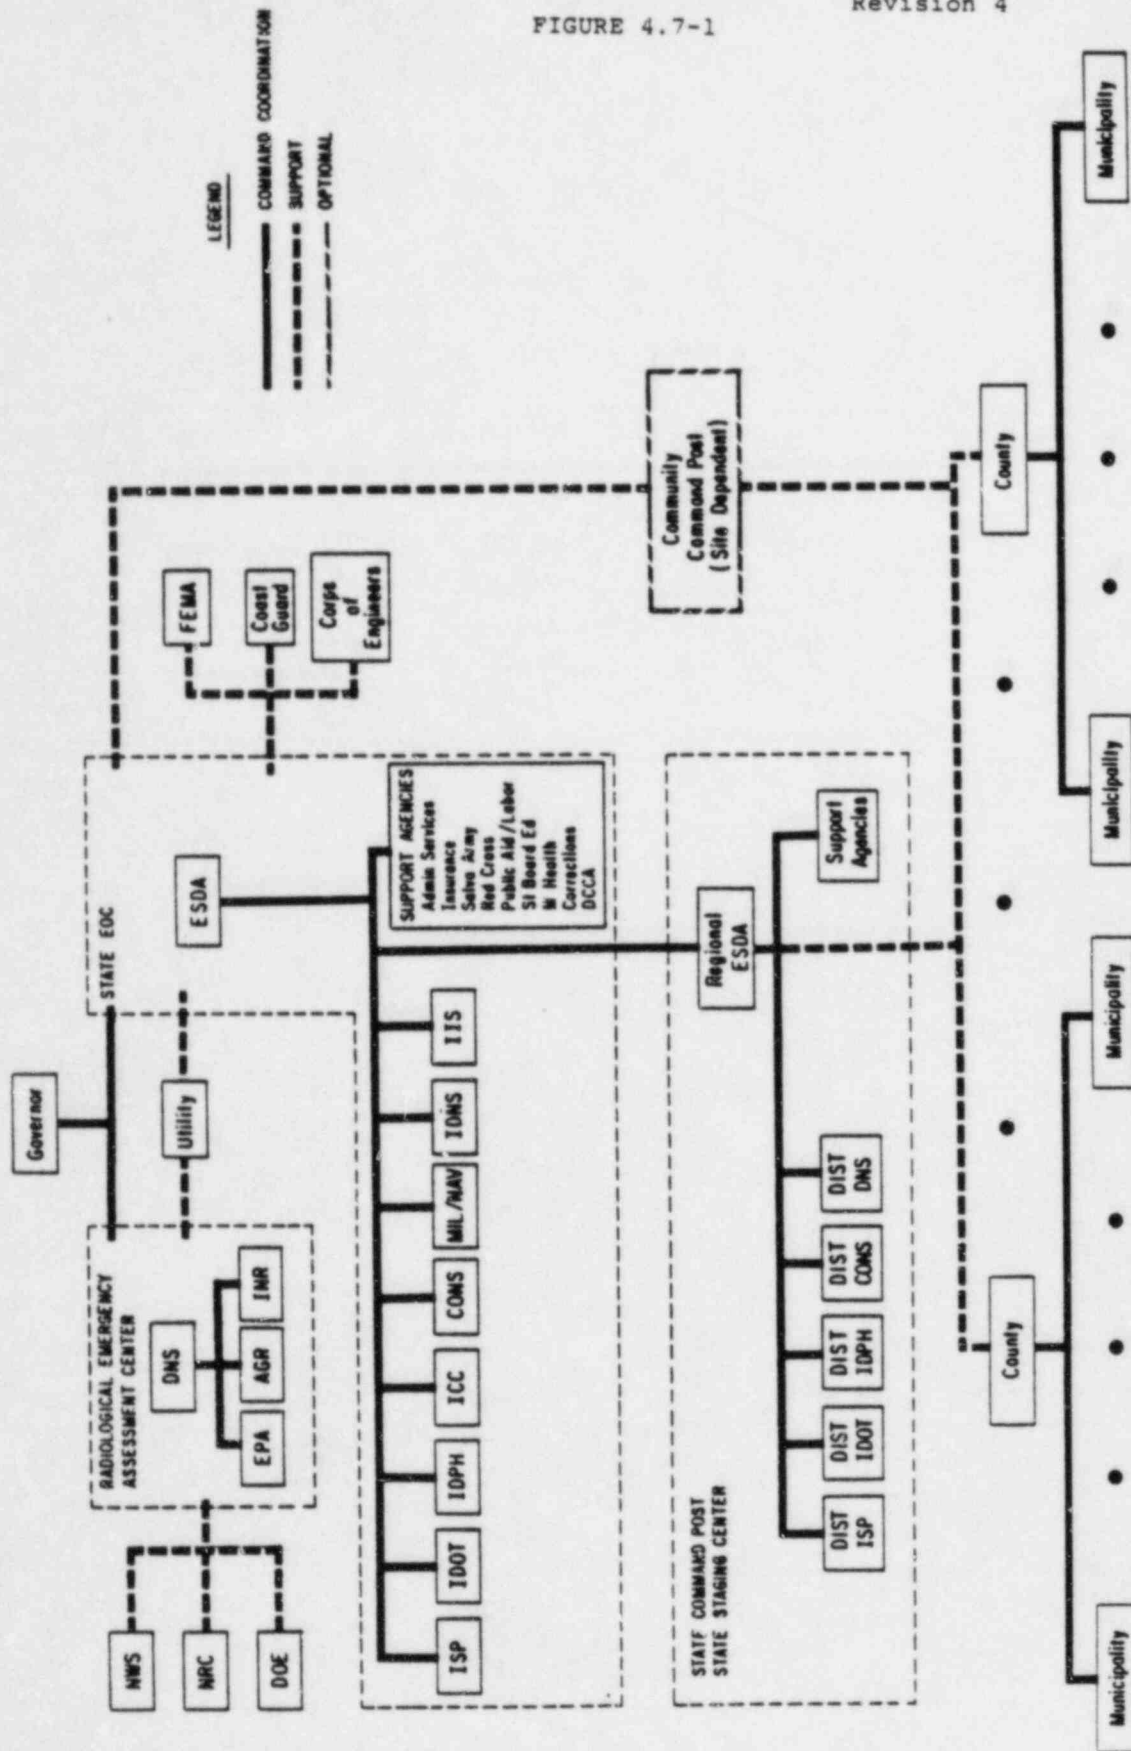 Revision 4
FIGURE 4.7-1
LEGEND
COMMAND COORDINATION
SUPPORT
OPTIONAL
Governor
RADIOLOGICAL EMERGENCY
ASSESSMENT CENTER
DNS
EPA
AGR
INR
NWS
NRC
DOE
Utility
STATE EOC
ESDA
FEMA
Coast
Guard
Corps
of
Engineers
ISP
IDOT
IDPH
ICC
CONS
MIL/NAV
IDNS
IIS
SUPPORT AGENCIES
Admin Services
Insurance
Salva Army
Red Cross
Public Aid/Labor
St Board Ed
M Health
Corrections
DCCA
Community
Command Post
(Site Dependent)
STATE COMMAND POST
STATE STAGING CENTER
Regional
ESDA
DIST
ISP
DIST
IDOT
DIST
IDPH
DIST
CONS
DIST
DNS
Support
Agencies
County
County
Municipality
Municipality
Municipality
Municipality